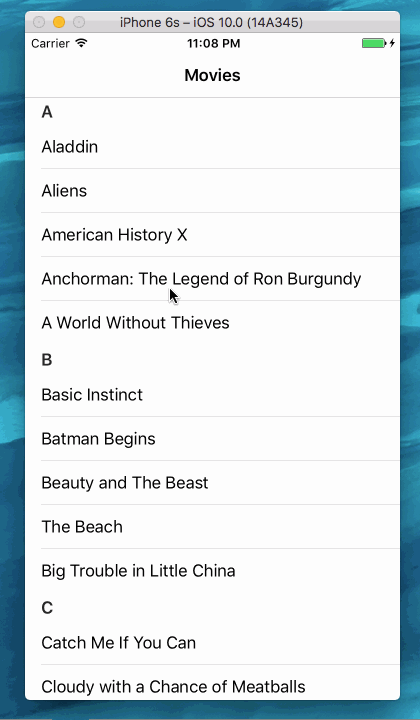 iPhone 6s – iOS 10.0 (14A345)
Carrier 11:08 PM
Movies
A
Aladdin
Aliens
American History X
Anchorman: The Legend of Ron Burgundy
A World Without Thieves
B
Basic Instinct
Batman Begins
Beauty and The Beast
The Beach
Big Trouble in Little China
C
Catch Me If You Can
Cloudy with a Chance of Meatballs